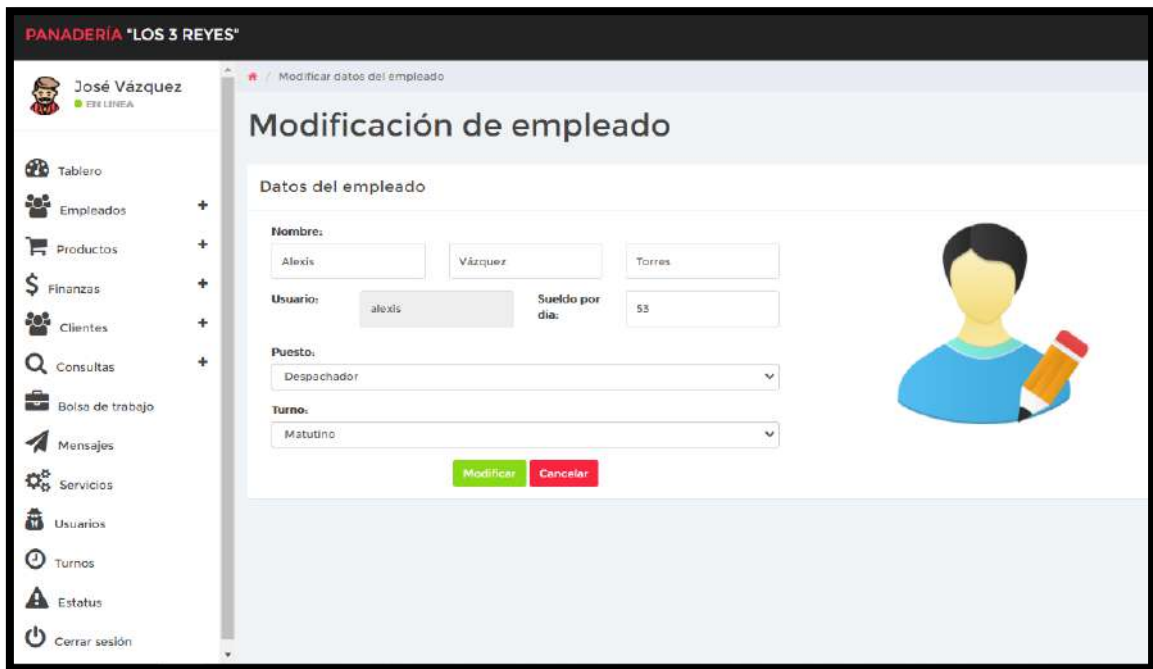 PANADERÍA "LOS 3 REYES"
José Vázquez
EN LINEA
Tablero
Empleados +
Productos +
Finanzas +
Clientes +
Consultas +
Bolsa de trabajo
Mensajes
Servicios
Usuarios
Turnos
Estatus
Cerrar sesión
/ Modificar datos del empleado
Modificación de empleado
Datos del empleado
Nombre:
Alexis Vázquez Torres
Usuario: alexis Sueldo por día: 53
Puesto:
Despachador
Turno:
Matutino
Modificar Cancelar